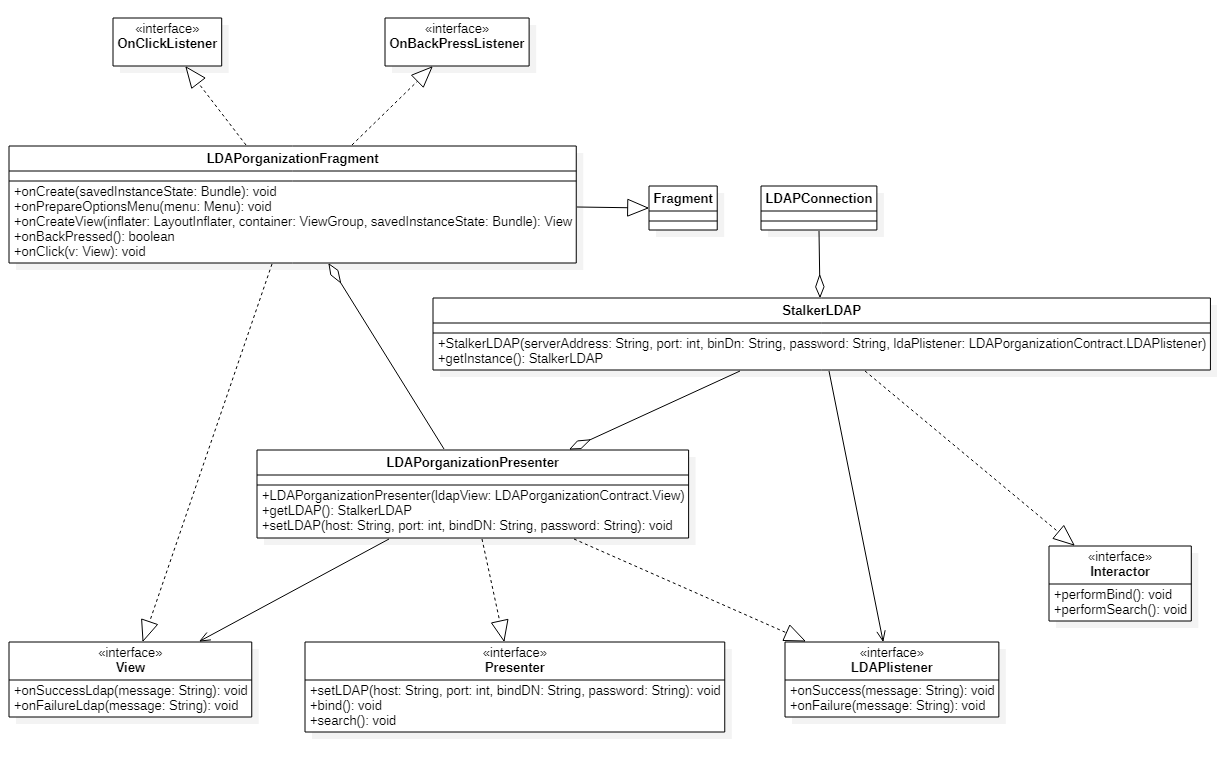 «interface»
OnClickListener
«interface»
OnBackPressListener
LDAPorganizationFragment
+onCreate(savedInstanceState: Bundle): void
+onPrepareOptionsMenu(menu: Menu): void
+onCreateView(inflater: LayoutInflater, container: ViewGroup, savedInstanceState: Bundle): View
+onBackPressed(): boolean
+onClick(v: View): void
Fragment
LDAPConnection
StalkerLDAP
+StalkerLDAP(serverAddress: String, port: int, binDn: String, password: String, ldaPlistener: LDAPorganizationContract.LDAPlistener)
+getInstance(): StalkerLDAP
LDAPorganizationPresenter
+LDAPorganizationPresenter(ldapView: LDAPorganizationContract.View)
+getLDAP(): StalkerLDAP
+setLDAP(host: String, port: int, bindDN: String, password: String): void
«interface»
Interactor
+performBind(): void
+performSearch(): void
«interface»
View
+onSuccessLdap(message: String): void
+onFailureLdap(message: String): void
«interface»
Presenter
+setLDAP(host: String, port: int, bindDN: String, password: String): void
+bind(): void
+search(): void
«interface»
LDAPlistener
+onSuccess(message: String): void
+onFailure(message: String): void